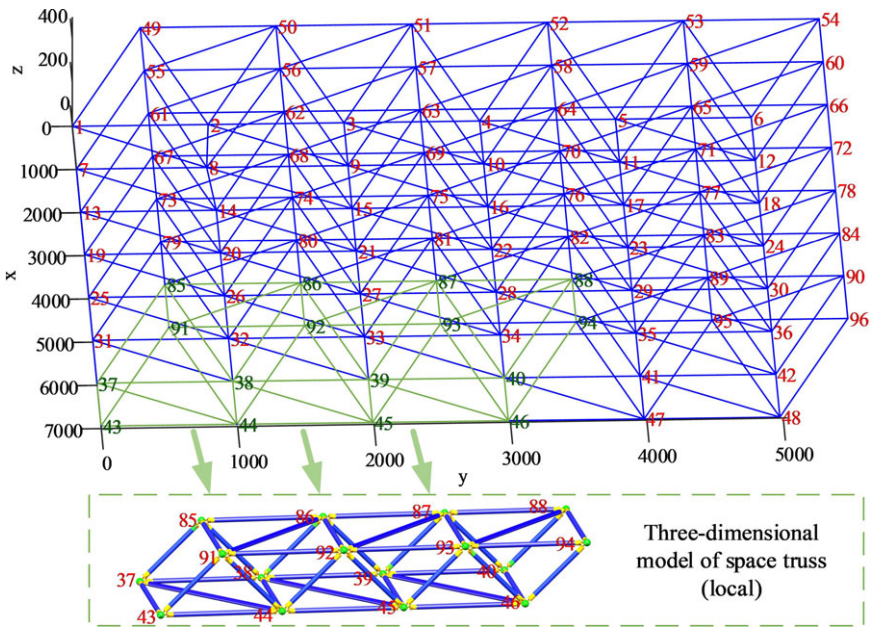 400
49 50 51 52 53 54
z
200
55 56 57 58 59 60
0
61 62 63 64 65 66
0 1 2 3 4 5 6
67 68 69 70 71 72
1000 7 8 9 10 11 12
73 74 75 76 77 78
2000 13 14 15 16 17 18
79 80 81 82 83 84
3000 19 20 21 22 23 24
x
85 86 87 88 89 90
4000 25 26 27 28 29 30
91 92 93 94 95 96
5000 31 32 33 34 35 36
6000 37 38 39 40 41 42
7000 43 44 45 46 47 48
0 1000 2000 3000 4000 5000
y
85 86 87 88
91 92 93 94
37 38 39 40
43 44 45 46
Three-dimensional
model of space truss
(local)